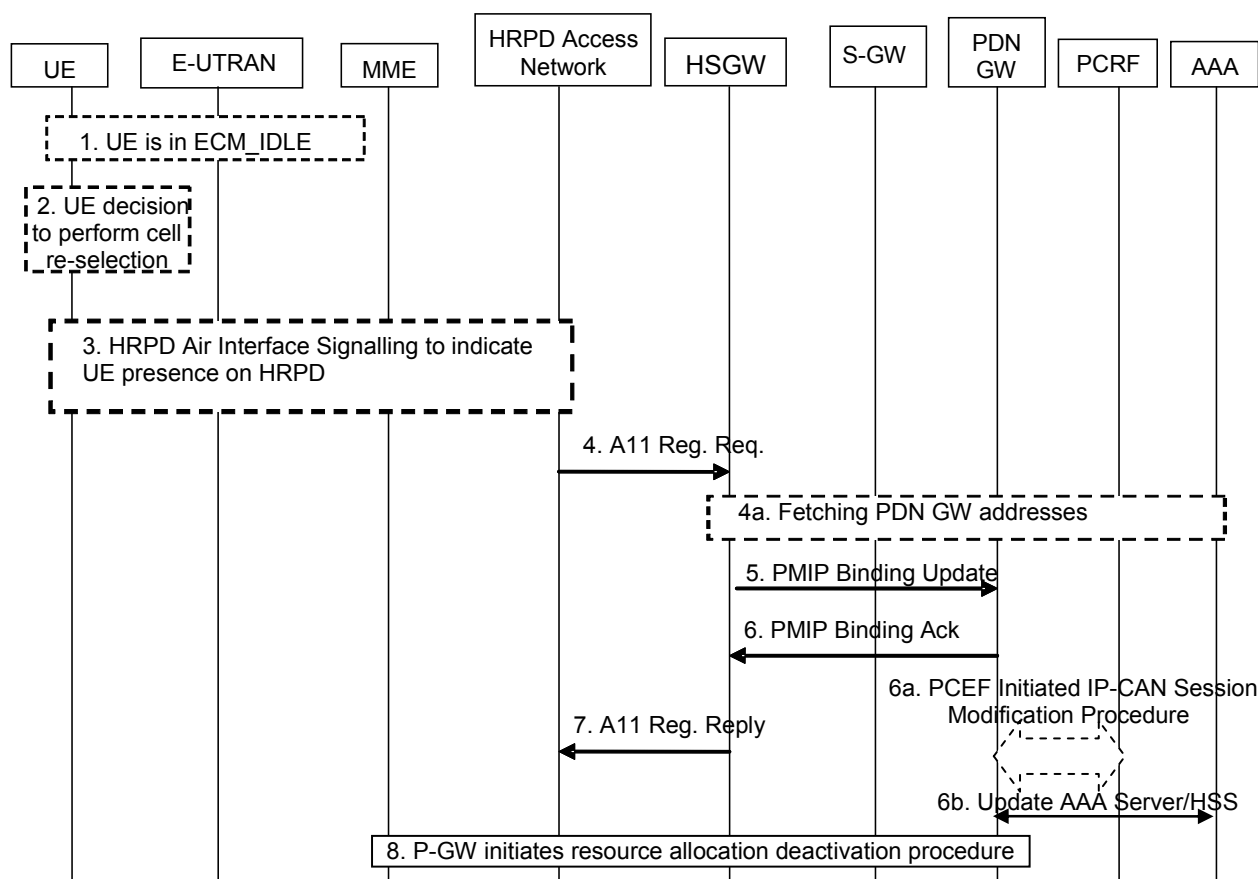 UE
E-UTRAN
MME
HRPD Access
Network
HSGW
S-GW
PDN
GW
PCRF
AAA
1. UE is in ECM_IDLE
2. UE decision
to perform cell
re-selection
3. HRPD Air Interface Signalling to indicate
UE presence on HRPD
4. A11 Reg. Req.
4a. Fetching PDN GW addresses
5. PMIP Binding Update
6. PMIP Binding Ack
6a. PCEF Initiated IP-CAN Session
Modification Procedure
7. A11 Reg. Reply
6b. Update AAA Server/HSS
8. P-GW initiates resource allocation deactivation procedure